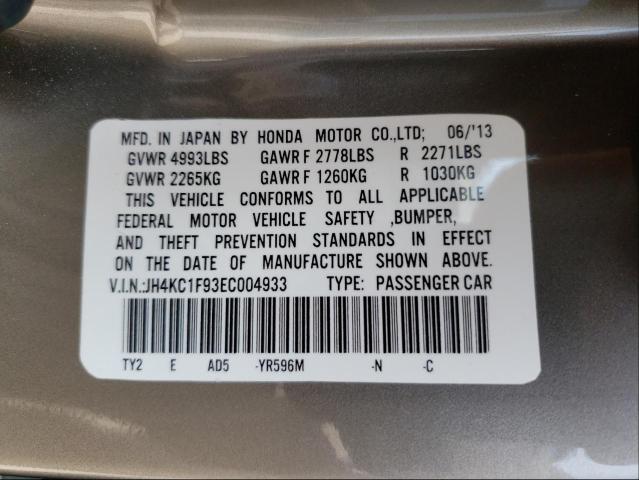 MFD. IN JAPAN BY HONDA MOTOR CO.,LTD; 06/'13
GVWR 4993LBS GAWR F 2778LBS R 2271LBS
GVWR 2265KG GAWR F 1260KG R 1030KG
THIS VEHICLE CONFORMS TO ALL APPLICABLE
FEDERAL MOTOR VEHICLE SAFETY ,BUMPER,
AND THEFT PREVENTION STANDARDS IN EFFECT
ON THE DATE OF MANUFACTURE SHOWN ABOVE.
V.I.N.:JH4KC1F93EC004933 TYPE: PASSENGER CAR
TY2 E AD5 -YR596M -N -C